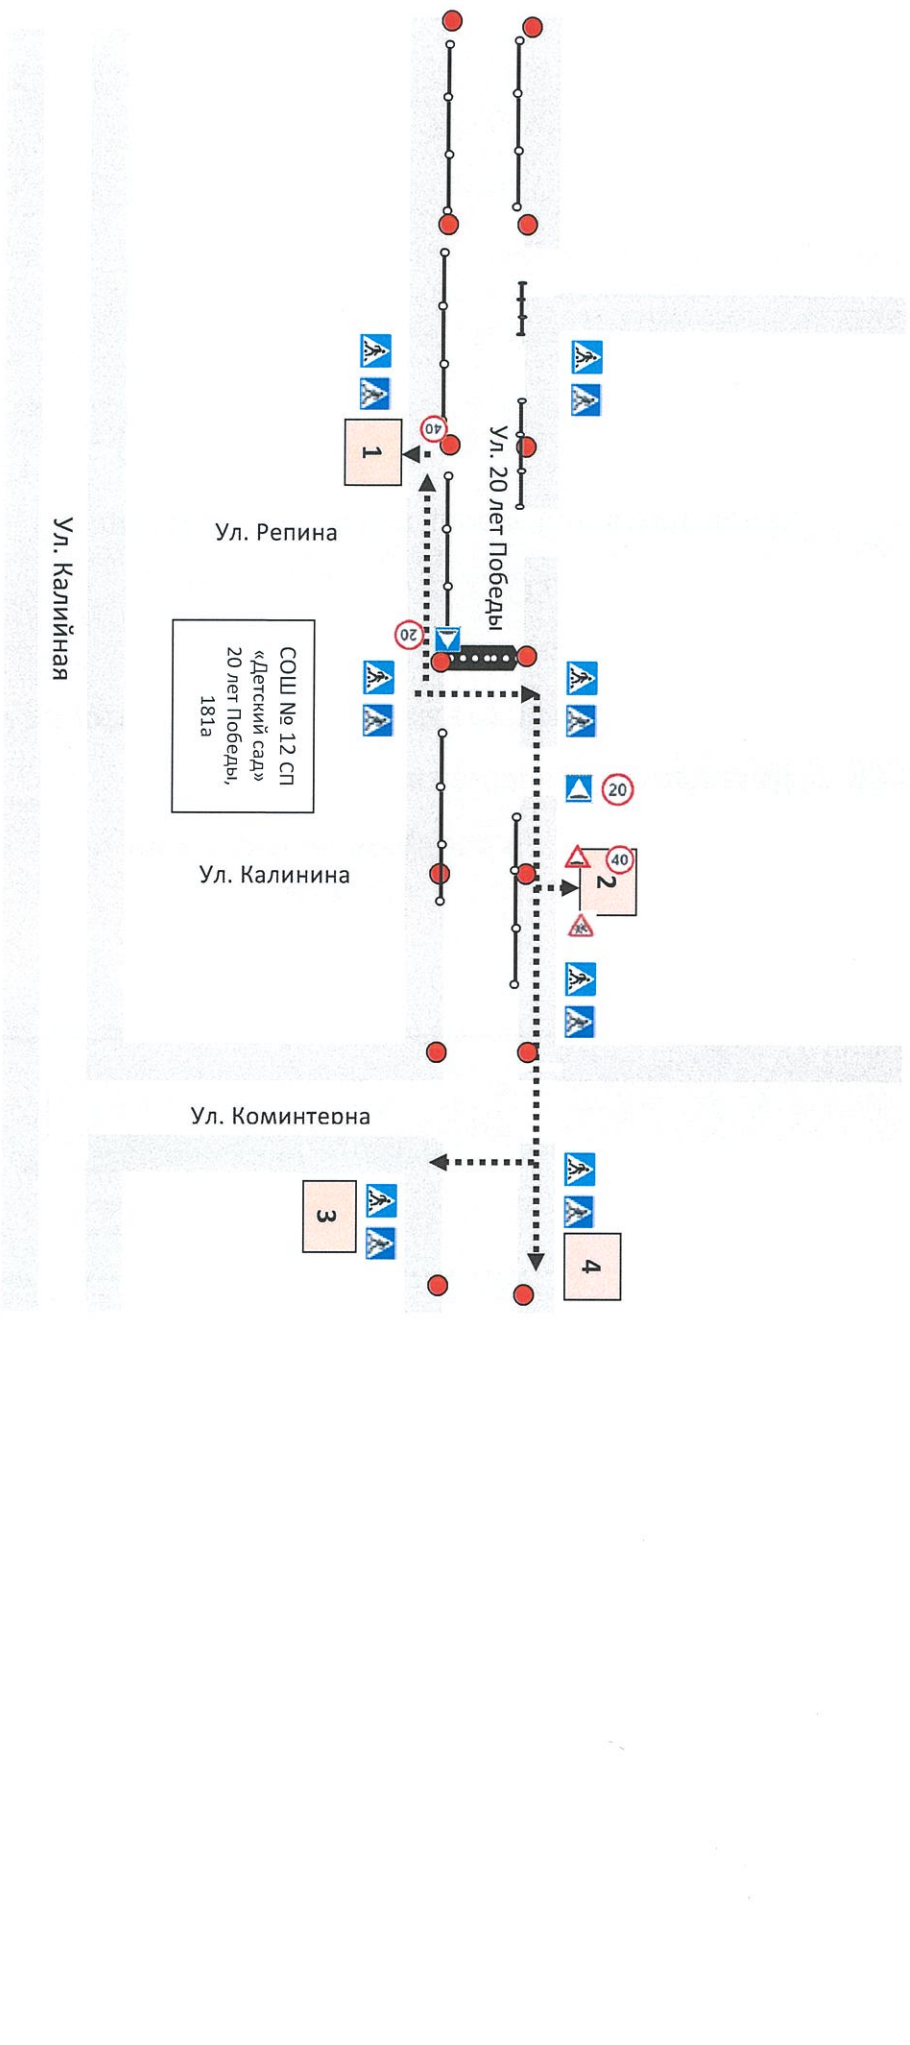 Ул. 20 лет Победы
40
1
Ул. Репина
20
Ул. Калийная
СОШ № 12 СП
«Детский сад»
20 лет Победы,
181а
20
40
2
Ул. Калинина
Ул. Коминтерна
3
4